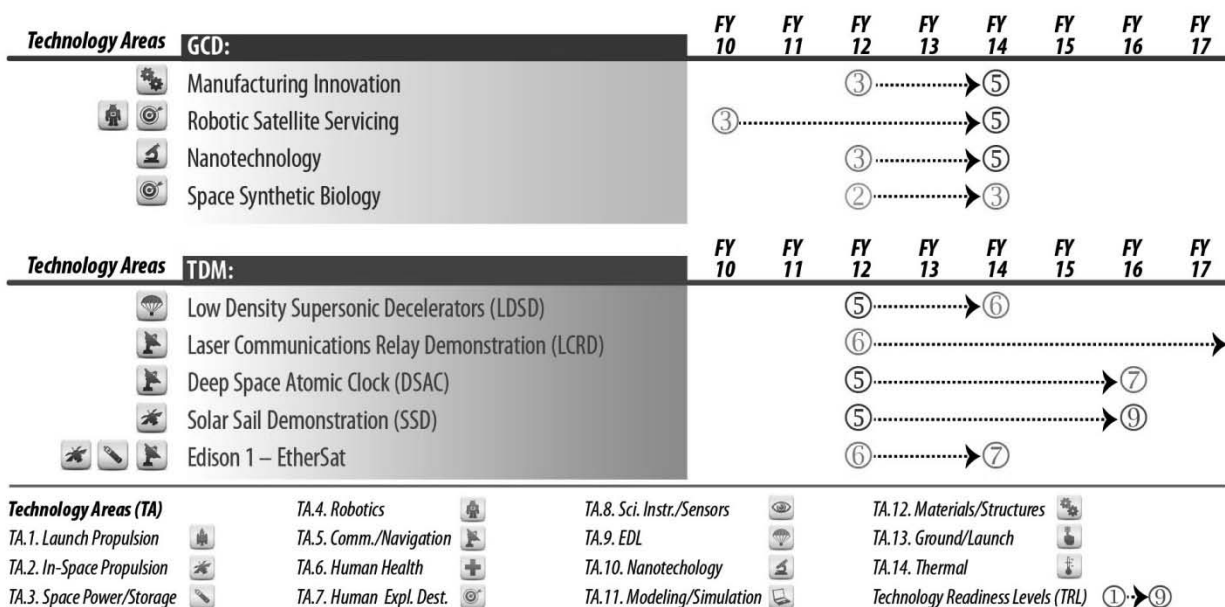 Technology Areas GCD: FY 10 FY 11 FY 12 FY 13 FY 14 FY 15 FY 16 FY 17
Manufacturing Innovation 3 5
Robotic Satellite Servicing 3 5
Nanotechnology 3 5
Space Synthetic Biology 2 3
Technology Areas TDM: FY 10 FY 11 FY 12 FY 13 FY 14 FY 15 FY 16 FY 17
Low Density Supersonic Decelerators (LDSD) 5 6
Laser Communications Relay Demonstration (LCRD) 6
Deep Space Atomic Clock (DSAC) 5 7
Solar Sail Demonstration (SSD) 5 9
Edison 1 – EtherSat 6 7
Technology Areas (TA)
TA.1. Launch Propulsion
TA.2. In-Space Propulsion
TA.3. Space Power/Storage
TA.4. Robotics
TA.5. Comm./Navigation
TA.6. Human Health
TA.7. Human Expl. Dest.
TA.8. Sci. Instr./Sensors
TA.9. EDL
TA.10. Nanotechology
TA.11. Modeling/Simulation
TA.12. Materials/Structures
TA.13. Ground/Launch
TA.14. Thermal
Technology Readiness Levels (TRL) 1 9